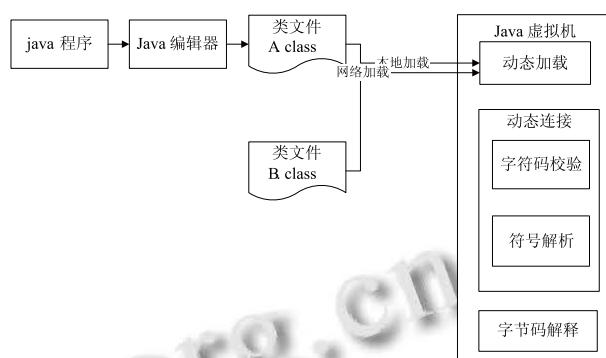 java 程序
Java 编辑器
类文件
A class
本地加载
网络加载
类文件
B class
Java 虚拟机
动态加载
动态连接
字符码校验
符号解析
字节码解释
rg.cn